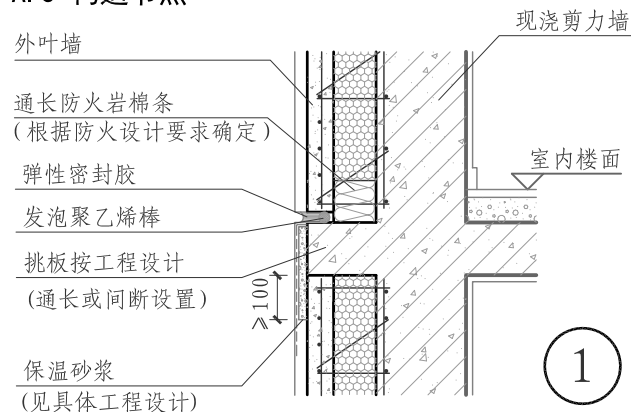 现浇剪力墙
外叶墙
通长防火岩棉条
(根据防火设计要求确定)
室内楼面
弹性密封胶
发泡聚乙烯棒
挑板按工程设计
(通长或间断设置)
≥100
保温砂浆
(见具体工程设计)
1